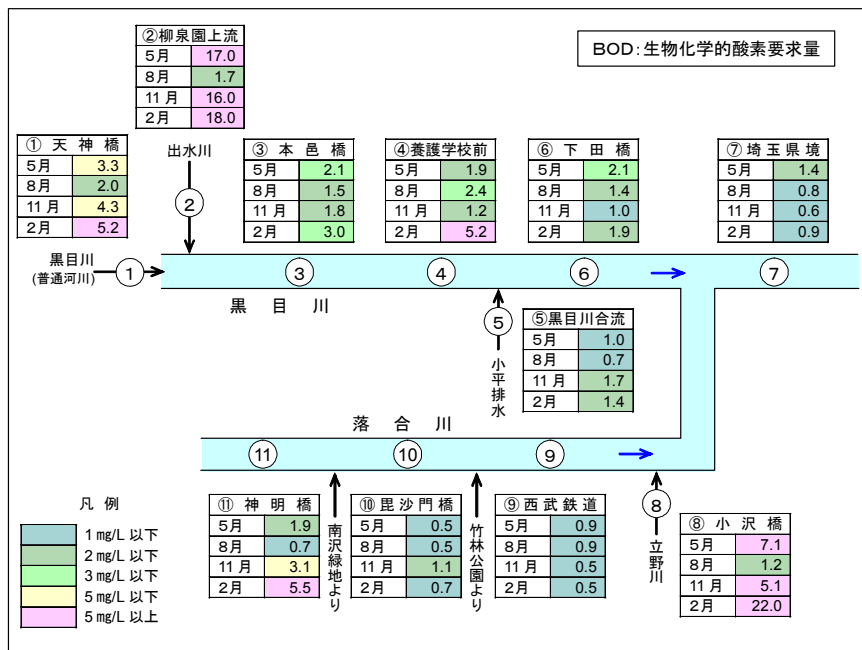 BOD:生物化学的酸素要求量
②柳泉園上流
5月 17.0
8月 1.7
11月 16.0
2月 18.0
① 天神橋
5月 3.3
8月 2.0
11月 4.3
2月 5.2
出水川
②
③ 本邑橋
5月 2.1
8月 1.5
11月 1.8
2月 3.0
④養護学校前
5月 1.9
8月 2.4
11月 1.2
2月 5.2
⑥ 下田橋
5月 2.1
8月 1.4
11月 1.0
2月 1.9
⑦埼玉県境
5月 1.4
8月 0.8
11月 0.6
2月 0.9
黒目川
(普通河川)
①
③
④
⑥
⑦
黒目川
⑤
小平排水
⑤黒目川合流
5月 1.0
8月 0.7
11月 1.7
2月 1.4
落合川
⑪
⑩
⑨
凡例
1㎎/L 以下
2㎎/L 以下
3㎎/L 以下
5㎎/L 以下
5㎎/L 以上
⑪ 神明橋
5月 1.9
8月 0.7
11月 3.1
2月 5.5
南沢緑地より
⑩毘沙門橋
5月 0.5
8月 0.5
11月 1.1
2月 0.7
竹林公園より
⑨西武鉄道
5月 0.9
8月 0.9
11月 0.5
2月 0.5
⑧
立野川
⑧ 小沢橋
5月 7.1
8月 1.2
11月 5.1
2月 22.0